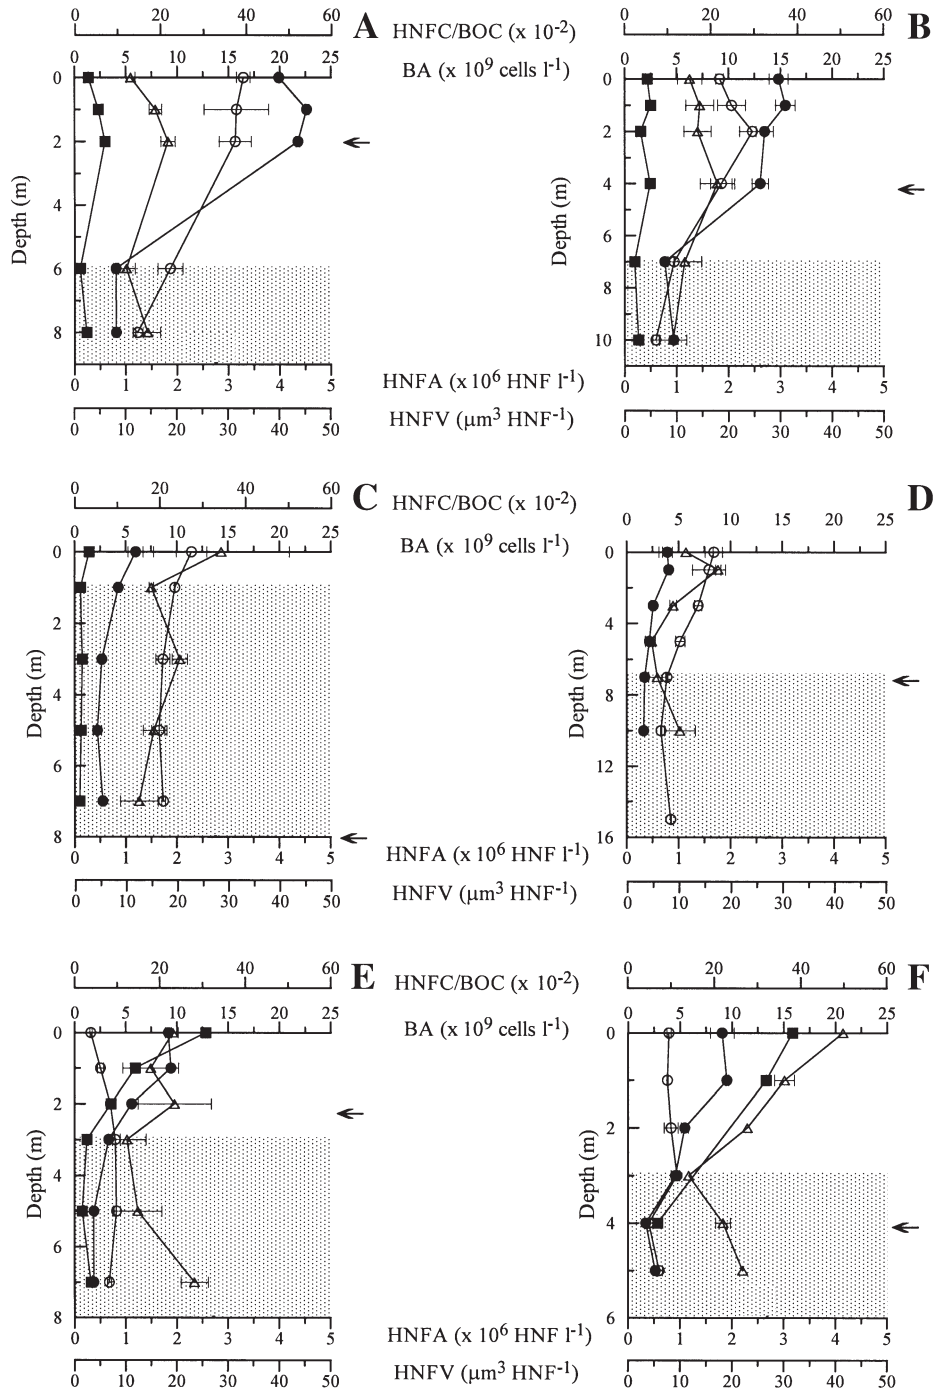 0 20 40 60 A HNFC/BOC (x 10-2) 0 20 40 60 B
0 5 10 15 20 25 BA (x 109 cells l-1) 0 5 10 15 20 25
0 2 4 6 8 Depth (m)
0 2 4 6 8 10 Depth (m)
0 1 2 3 4 5 HNFA (x 106 HNF l-1) 0 1 2 3 4 5
0 10 20 30 40 50 HNFV (µm3 HNF-1) 0 10 20 30 40 50
0 20 40 60 C HNFC/BOC (x 10-2) D
0 5 10 15 20 25 BA (x 109 cells l-1) 0 5 10 15 20 25
0 2 4 6 8 Depth (m)
0 4 8 12 16 Depth (m)
0 1 2 3 4 5 HNFA (x 106 HNF l-1) 0 1 2 3 4 5
0 10 20 30 40 50 HNFV (µm3 HNF-1) 0 10 20 30 40 50
0 20 40 60 E HNFC/BOC (x 10-2) 0 20 40 60 F
0 5 10 15 20 25 BA (x 109 cells l-1) 0 5 10 15 20 25
0 2 4 6 8 Depth (m)
0 2 4 6 Depth (m)
0 1 2 3 4 5 HNFA (x 106 HNF l-1) 0 1 2 3 4 5
0 10 20 30 40 50 HNFV (µm3 HNF-1) 0 10 20 30 40 50